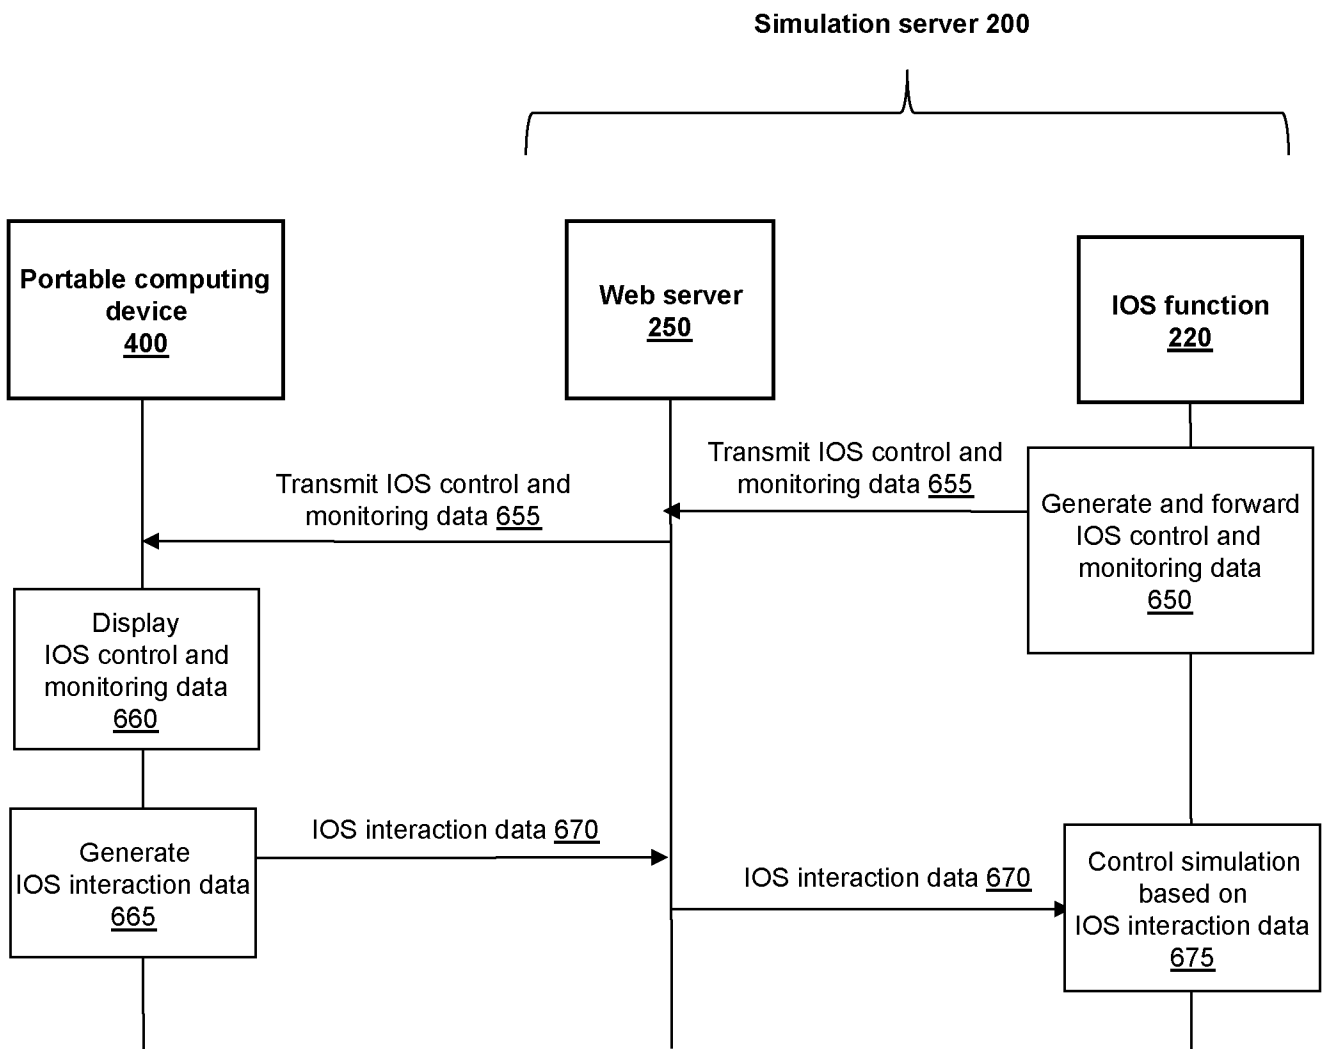 Simulation server 200
Portable computing
device
400
Web server
250
IOS function
220
Transmit IOS control and
monitoring data 655
Transmit IOS control and
monitoring data 655
Generate and forward
IOS control and
monitoring data
650
Display
IOS control and
monitoring data
660
Generate
IOS interaction data
665
IOS interaction data 670
IOS interaction data 670
Control simulation
based on
IOS interaction data
675